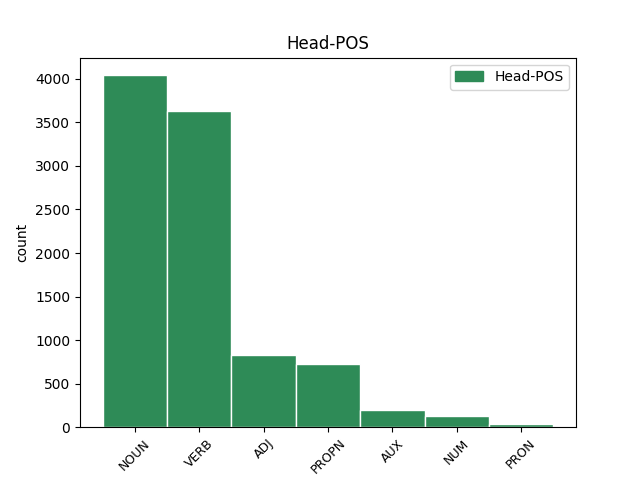 Head-POS
Head-POS
4000
3500
3000
2500
2000
1500
1000
500
0
count
NOUN
VERB
ADJ
PROPN
AUX
NUM
PRON